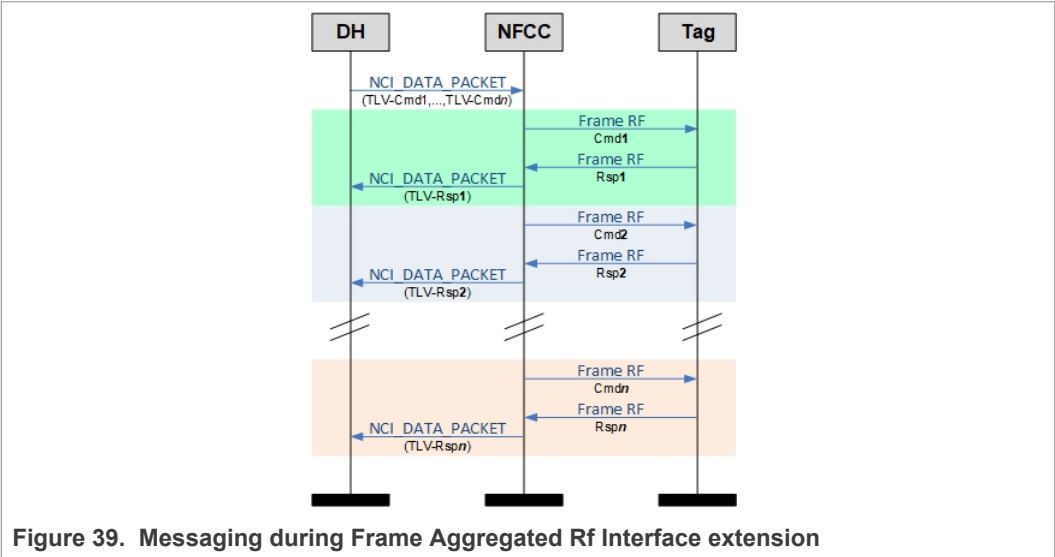 DH NFCC Tag
NCI_DATA_PACKET
(TLV-Cmd1,...,TLV-Cmdn)
Frame RF
Cmd1
Frame RF
Rsp1
NCI_DATA_PACKET
(TLV-Rsp1)
Frame RF
Cmd2
Frame RF
Rsp2
NCI_DATA_PACKET
(TLV-Rsp2)
Frame RF
Cmdn
Frame RF
Rspn
NCI_DATA_PACKET
(TLV-Rspn)
Figure 39. Messaging during Frame Aggregated Rf Interface extension